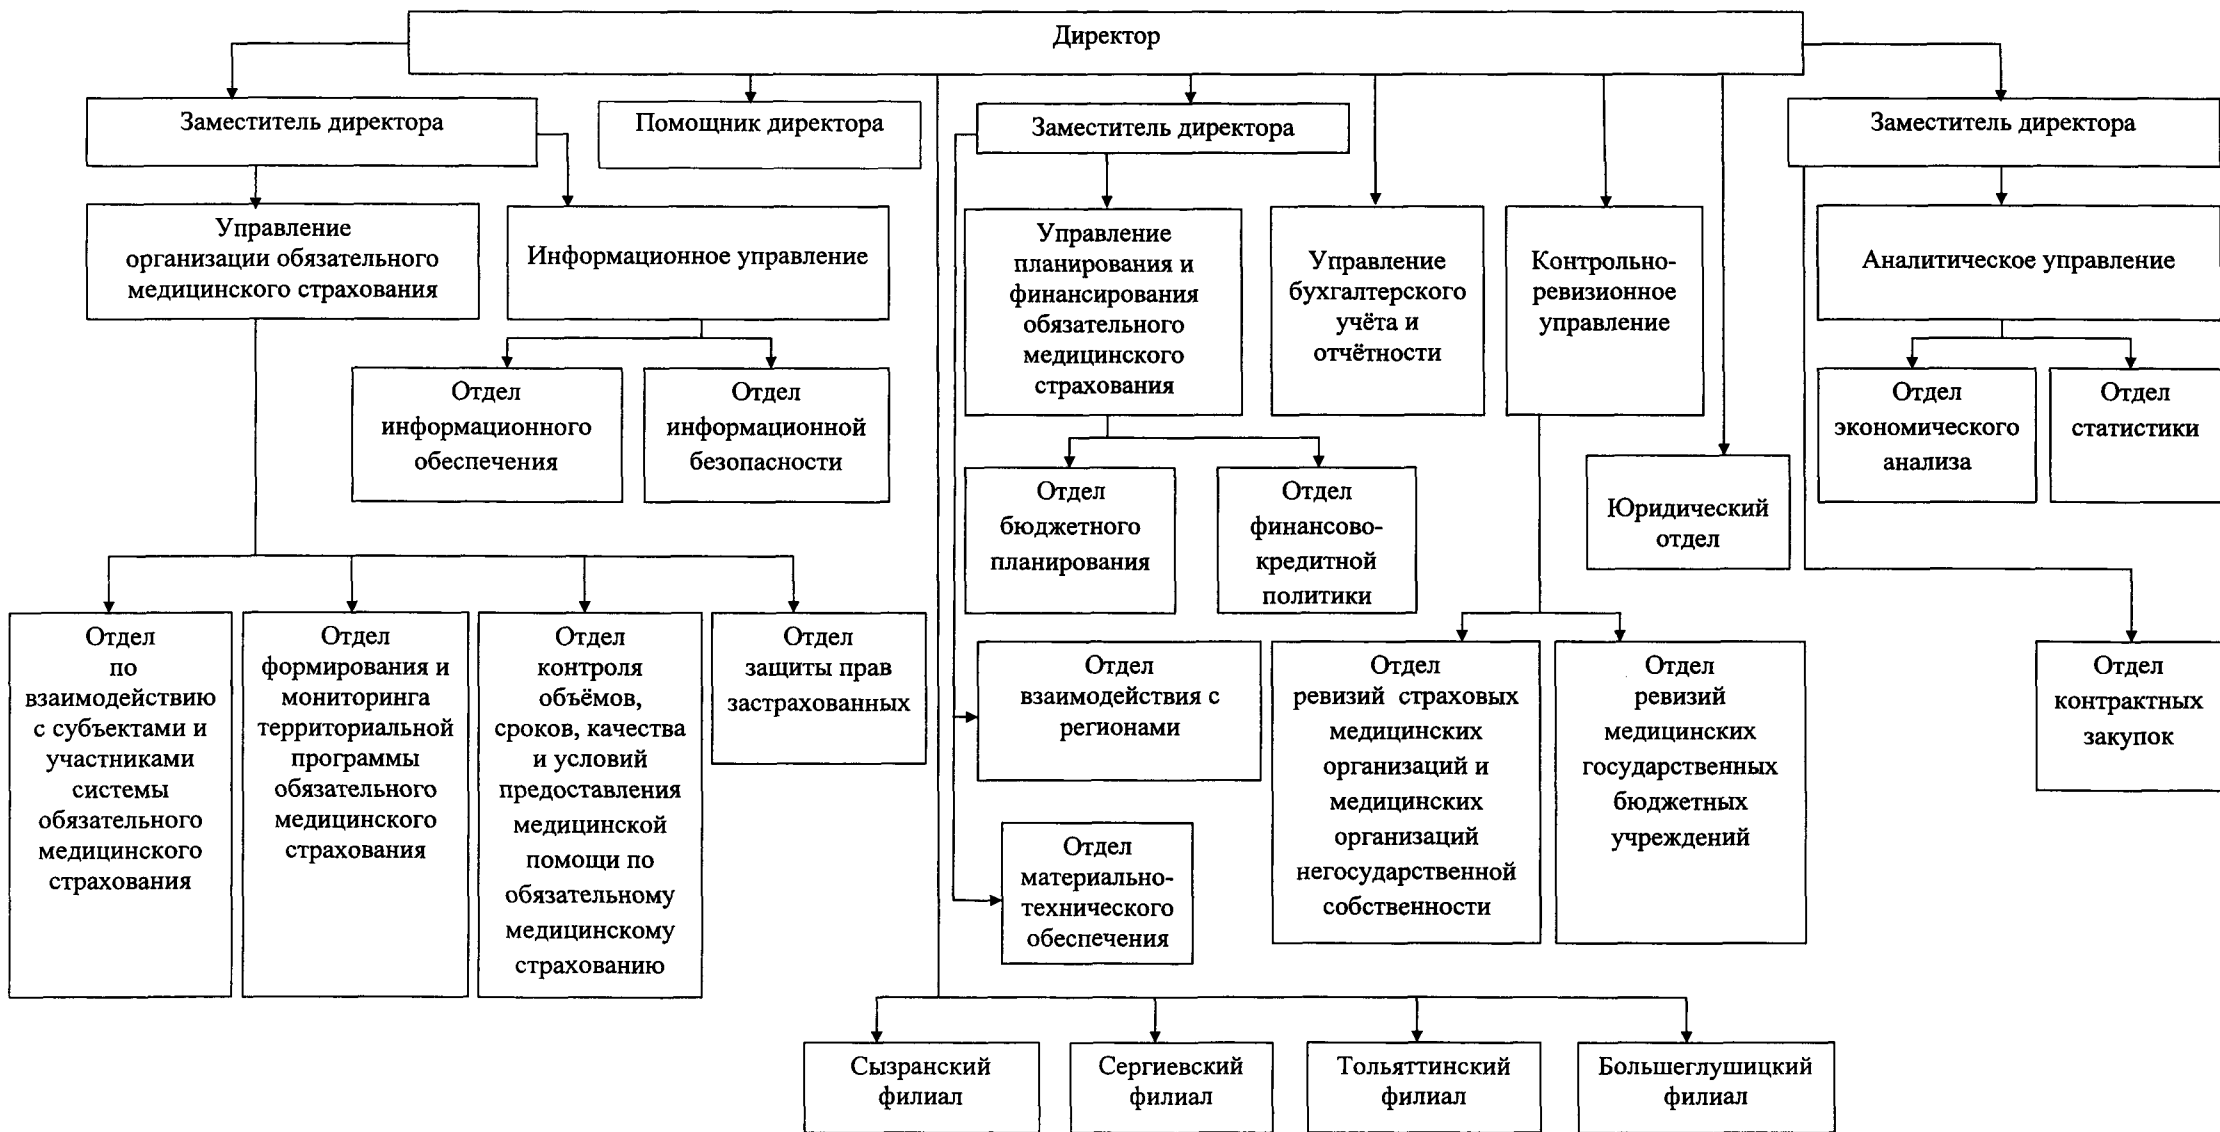 Директор
Заместитель директора
Помощник директора
Заместитель директора
Заместитель директора
Управление
организации обязательного
медицинского страхования
Информационное управление
Управление
планирования и
финансирования
обязательного
медицинского
страхования
Управление
бухгалтерского
учёта и
отчётности
Контрольно-
ревизионное
управление
Аналитическое управление
Отдел
информационного
обеспечения
Отдел
информационной
безопасности
Отдел
экономического
анализа
Отдел
статистики
Отдел
бюджетного
планирования
Отдел
финансово-
кредитной
политики
Юридический
отдел
Отдел
по
взаимодействию
с субъектами и
участниками
системы
обязательного
медицинского
страхования
Отдел
формирования и
мониторинга
территориальной
программы
обязательного
медицинского
страхования
Отдел
контроля
объёмов,
сроков, качества
и условий
предоставления
медицинской
помощи по
обязательному
медицинскому
страхованию
Отдел
защиты прав
застрахованных
Отдел
взаимодействия с
регионами
Отдел
ревизий страховых
медицинских
организаций и
медицинских
организаций
негосударственной
собственности
Отдел
ревизий
медицинских
государственных
бюджетных
учреждений
Отдел
контрактных
закупок
Отдел
материально-
технического
обеспечения
Сызранский
филиал
Сергиевский
филиал
Тольяттинский
филиал
Большеглушицкий
филиал